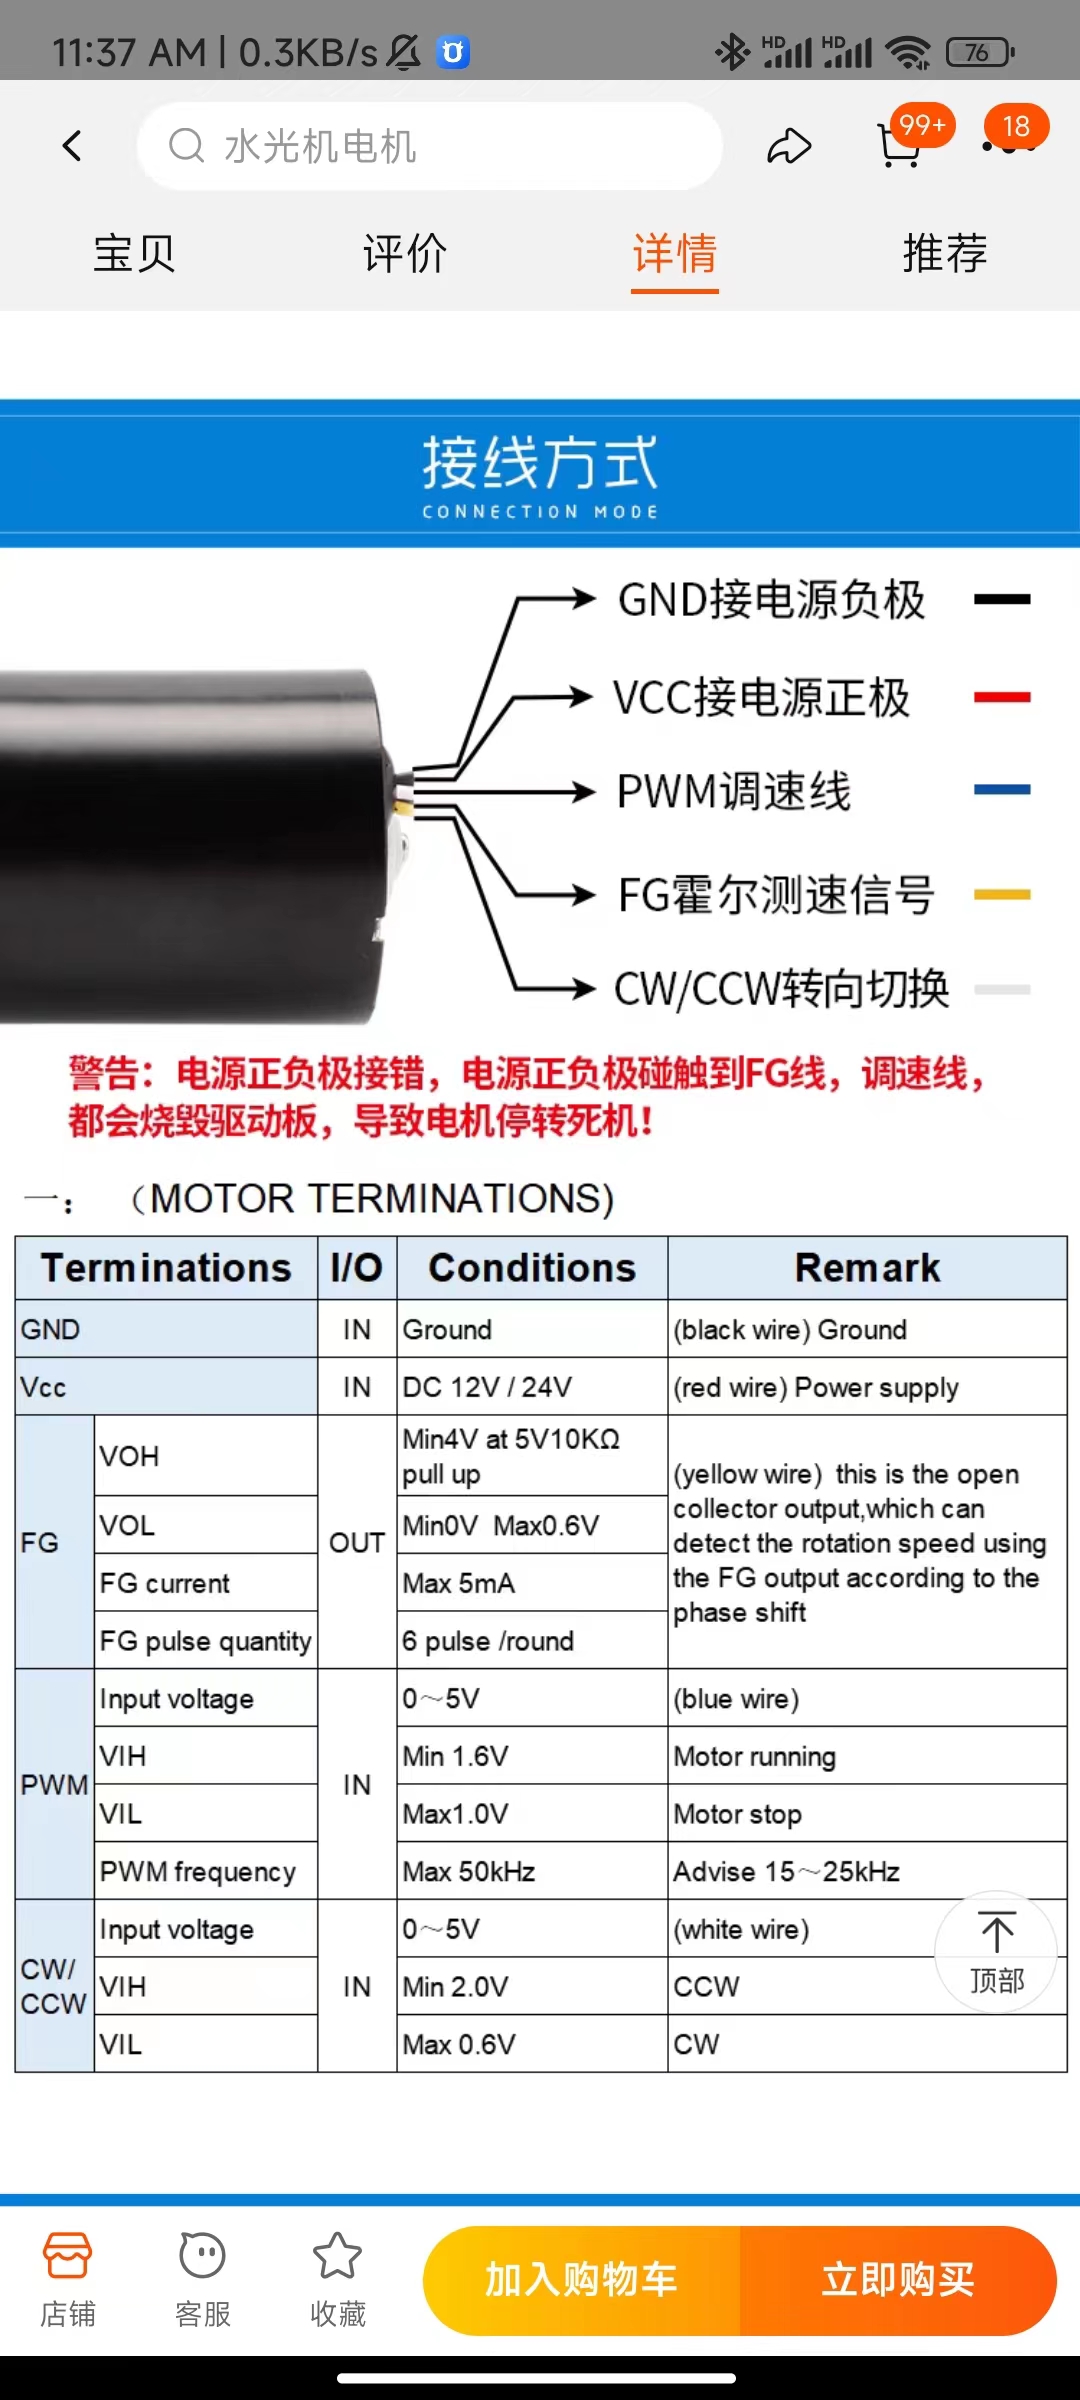 11:37 AM | 0.3KB/s
HD HD 76
水光机电机
99+
18
宝贝 评价 详情 推荐
接线方式
CONNECTION MODE
GND接电源负极
VCC接电源正极
PWM调速线
FG霍尔测速信号
CW/CCW转向切换
警告：电源正负极接错，电源正负极碰触到FG线，调速线，
都会烧毁驱动板，导致电机停转死机！
一：（MOTOR TERMINATIONS)
Terminations I/O Conditions Remark
GND IN Ground (black wire) Ground
Vcc IN DC 12V / 24V (red wire) Power supply
FG VOH OUT Min4V at 5V10KΩ
pull up
(yellow wire) this is the open
collector output,which can
detect the rotation speed using
the FG output according to the
phase shift
VOL Min0V Max0.6V
FG current Max 5mA
FG pulse quantity 6 pulse /round
PWM Input voltage IN 0～5V (blue wire)
VIH Min 1.6V Motor running
VIL Max1.0V Motor stop
PWM frequency Max 50kHz Advise 15～25kHz
CW/
CCW
Input voltage IN 0～5V (white wire)
VIH Min 2.0V CCW
VIL Max 0.6V CW
顶部
店铺 客服 收藏 加入购物车 立即购买